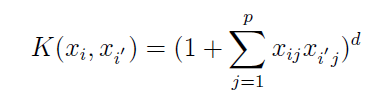 K(x_i, x_{i'}) = (1 + \sum_{j=1}^{p} x_{ij} x_{i'j})^d